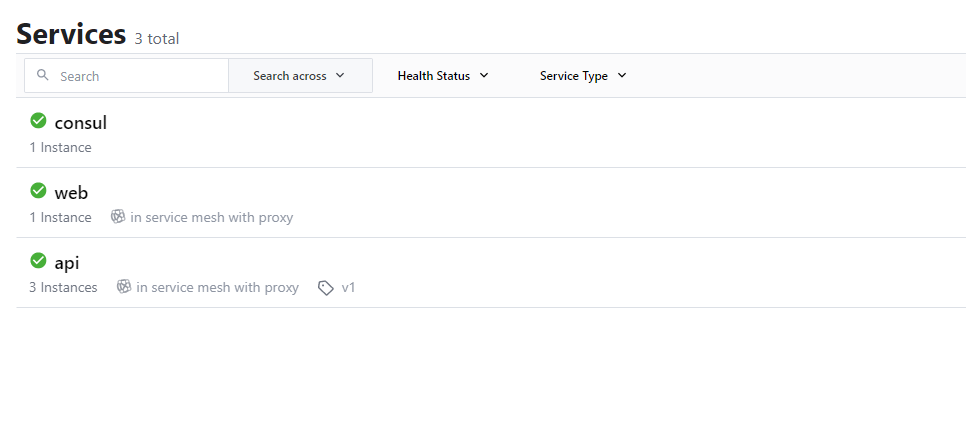 Services 3 total
Search Search across Health Status Service Type
consul
1 Instance
web
1 Instance in service mesh with proxy
api
3 Instances in service mesh with proxy v1